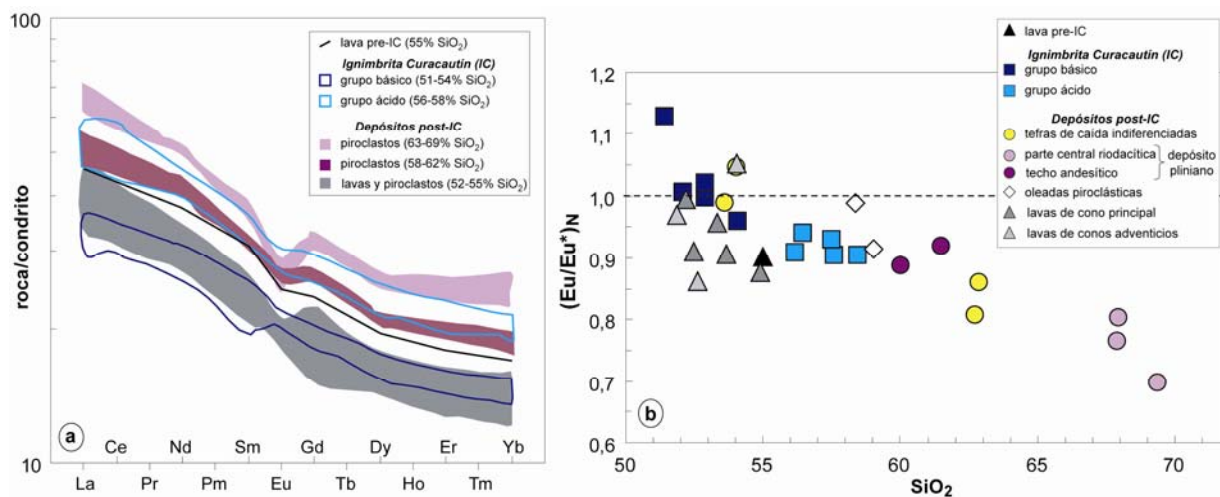 100
lava pre-IC (55% SiO₂)
Ignimbrita Curacautín (IC)
grupo básico (51-54% SiO₂)
grupo ácido (56-58% SiO₂)
Depósitos post-IC
piroclastos (63-69% SiO₂)
piroclastos (58-62% SiO₂)
lavas y piroclastos (52-55% SiO₂)
roca/condrito
a
10
Ce Nd Sm Gd Dy Er Yb
La Pr Pm Eu Tb Ho Tm
lava pre-IC
Ignimbrita Curacautín (IC)
grupo básico
grupo ácido
Depósitos post-IC
tefras de caída indiferenciadas
parte central riodacítica
techo andesítico
depósito
pliniano
oleadas piroclásticas
lavas de cono principal
lavas de conos adventicios
1,2
1,1
1,0
0,9
0,8
0,7
0,6
(Eu/Eu*)N
b
50 55 60 65 70
SiO₂